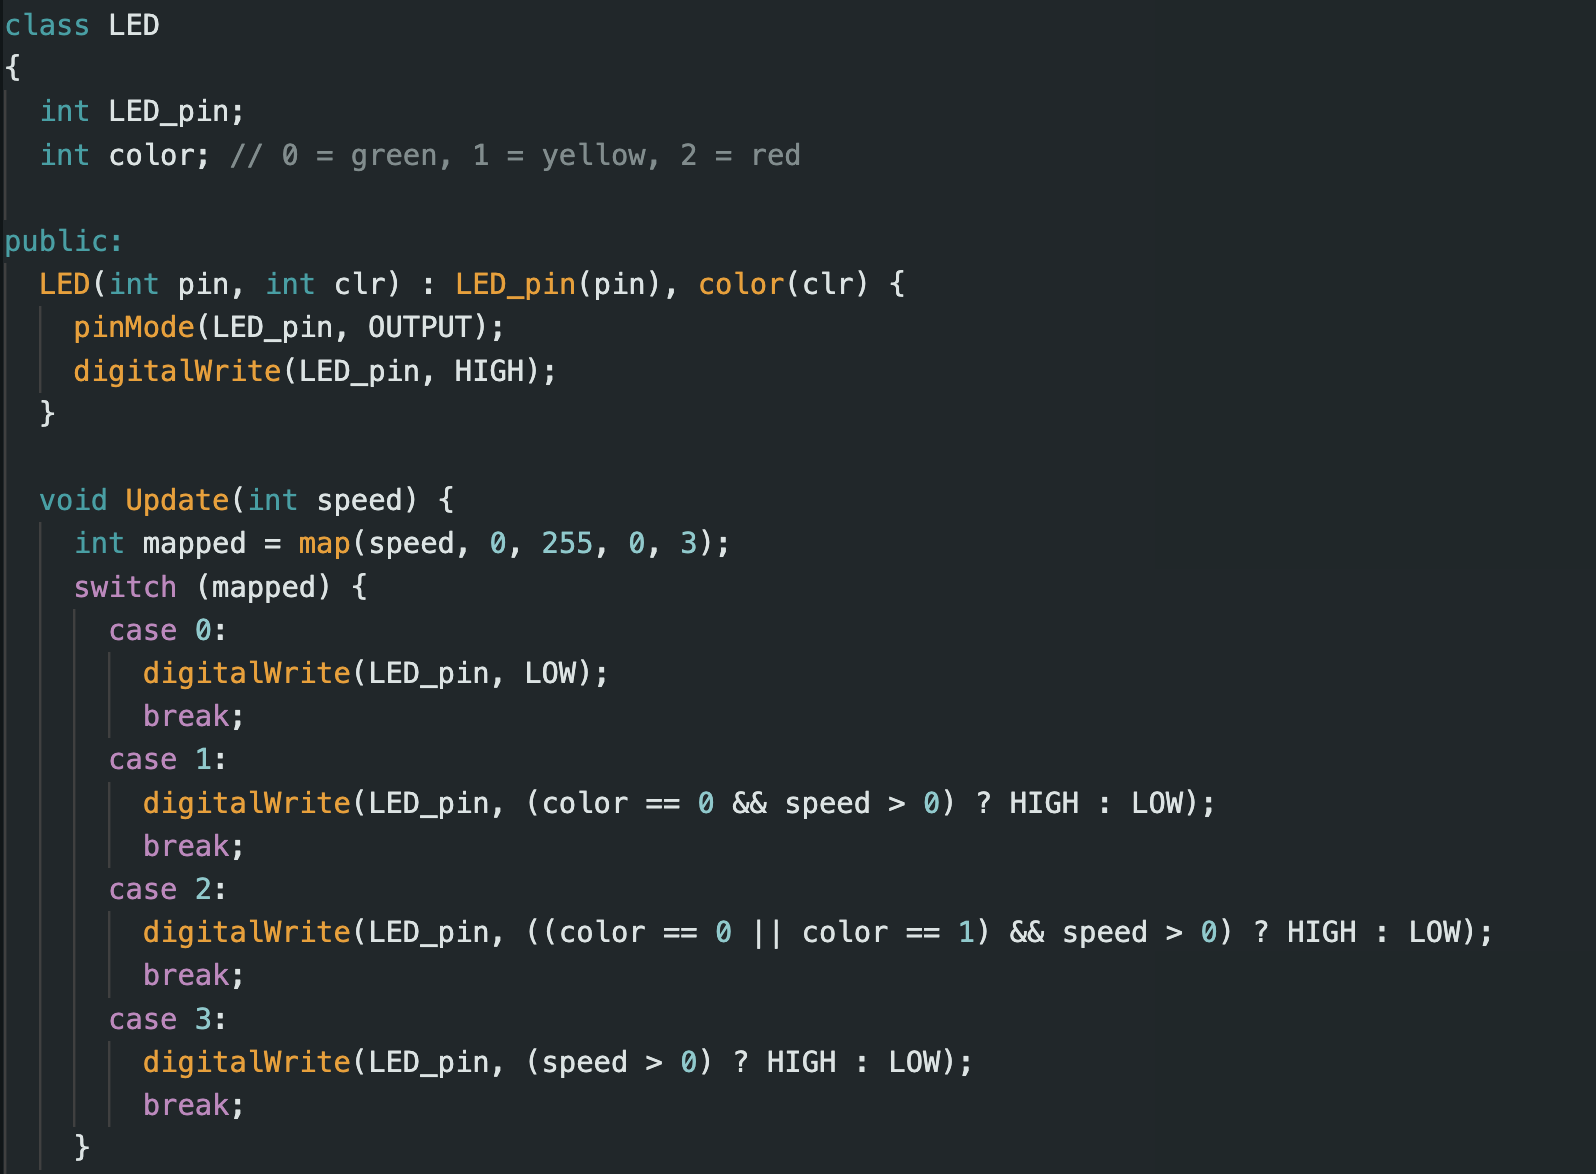 class LED
{
  int LED_pin;
  int color; // 0 = green, 1 = yellow, 2 = red

public:
  LED(int pin, int clr) : LED_pin(pin), color(clr) {
    pinMode(LED_pin, OUTPUT);
    digitalWrite(LED_pin, HIGH);
  }

  void Update(int speed) {
    int mapped = map(speed, 0, 255, 0, 3);
    switch (mapped) {
      case 0:
        digitalWrite(LED_pin, LOW);
        break;
      case 1:
        digitalWrite(LED_pin, (color == 0 && speed > 0) ? HIGH : LOW);
        break;
      case 2:
        digitalWrite(LED_pin, ((color == 0 || color == 1) && speed > 0) ? HIGH : LOW);
        break;
      case 3:
        digitalWrite(LED_pin, (speed > 0) ? HIGH : LOW);
        break;
    }